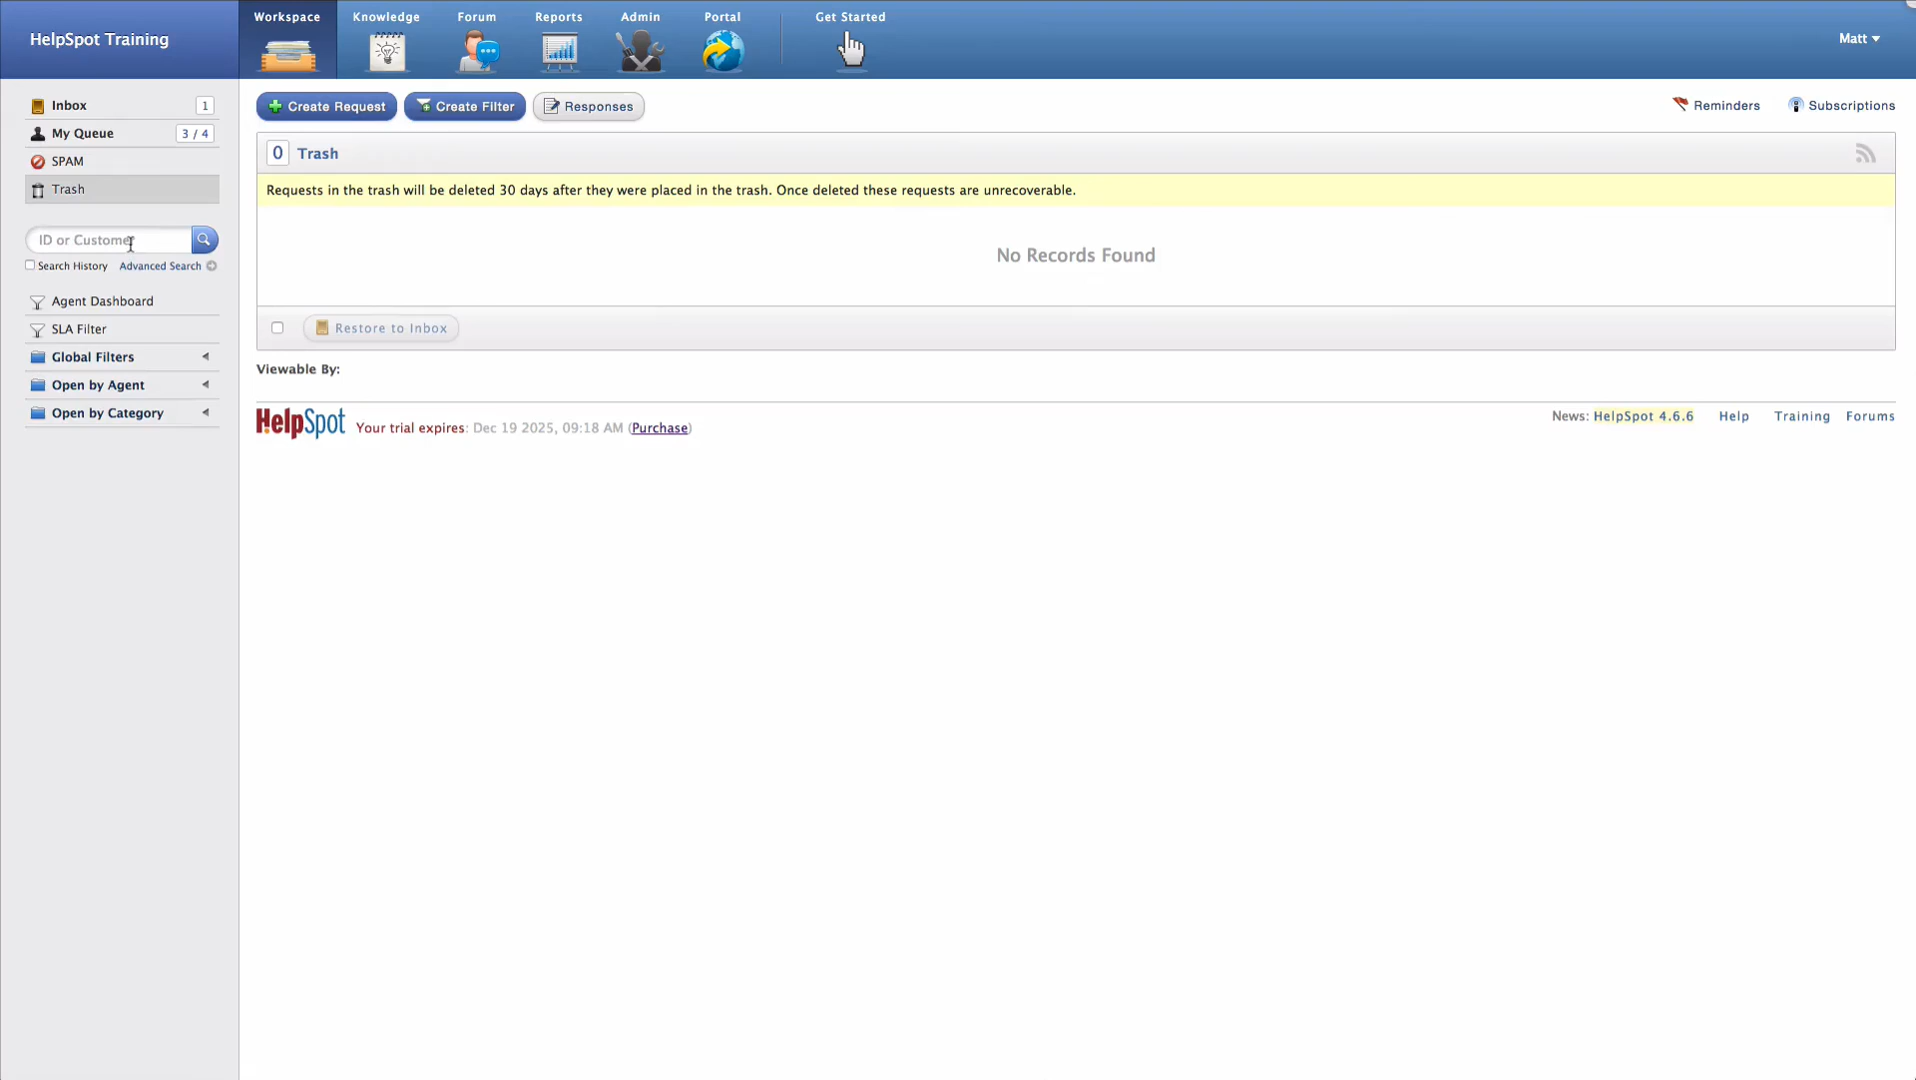 HelpSpot Training
Workspace
Knowledge
Forum
Reports
Admin
Portal
Get Started
Matt
Inbox 1
My Queue 3 / 4
SPAM
Trash
ID or Customer
Search History Advanced Search
Agent Dashboard
SLA Filter
Global Filters
Open by Agent
Open by Category
Create Request
Create Filter
Responses
Reminders
Subscriptions
0 Trash
Requests in the trash will be deleted 30 days after they were placed in the trash. Once deleted these requests are unrecoverable.
No Records Found
Restore to Inbox
Viewable By:
HelpSpot Your trial expires: Dec 19 2025, 09:18 AM (Purchase)
News: HelpSpot 4.6.6 Help Training Forums